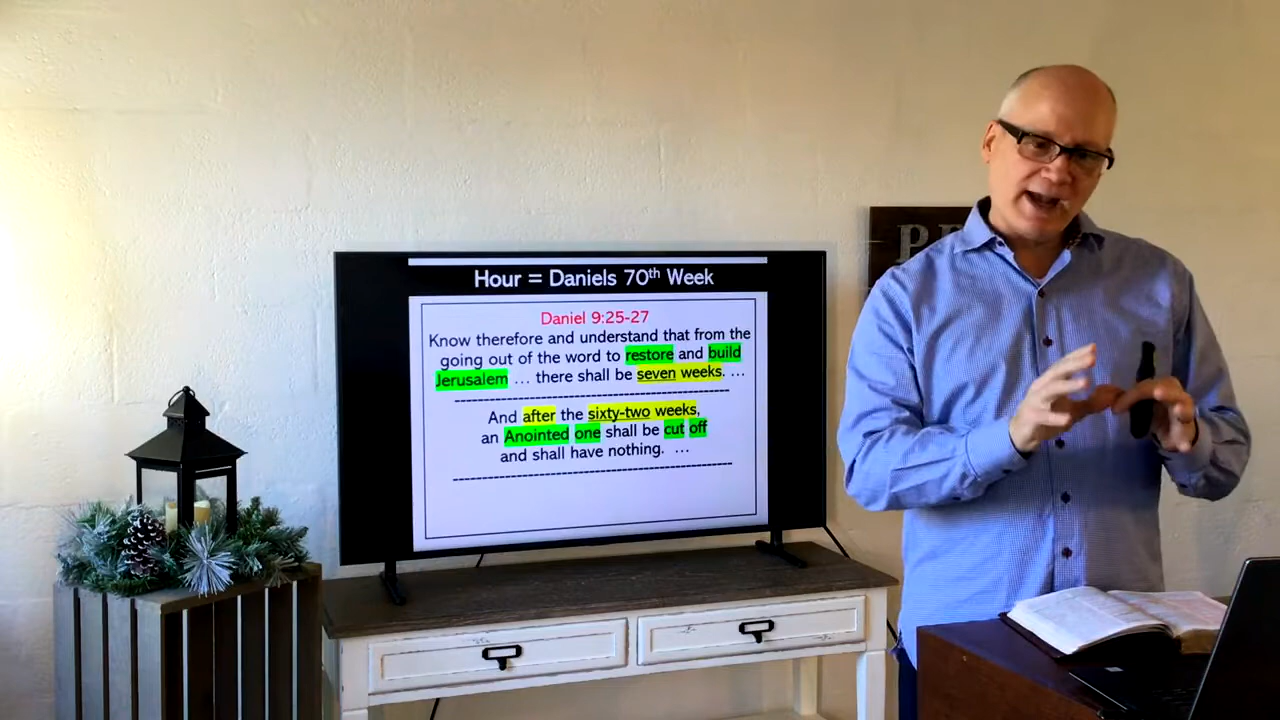 Hour = Daniels 70th Week
Daniel 9:25-27
Know therefore and understand that from the
going out of the word to restore and build
Jerusalem … there shall be seven weeks. …
And after the sixty-two weeks,
an Anointed one shall be cut off
and shall have nothing. …